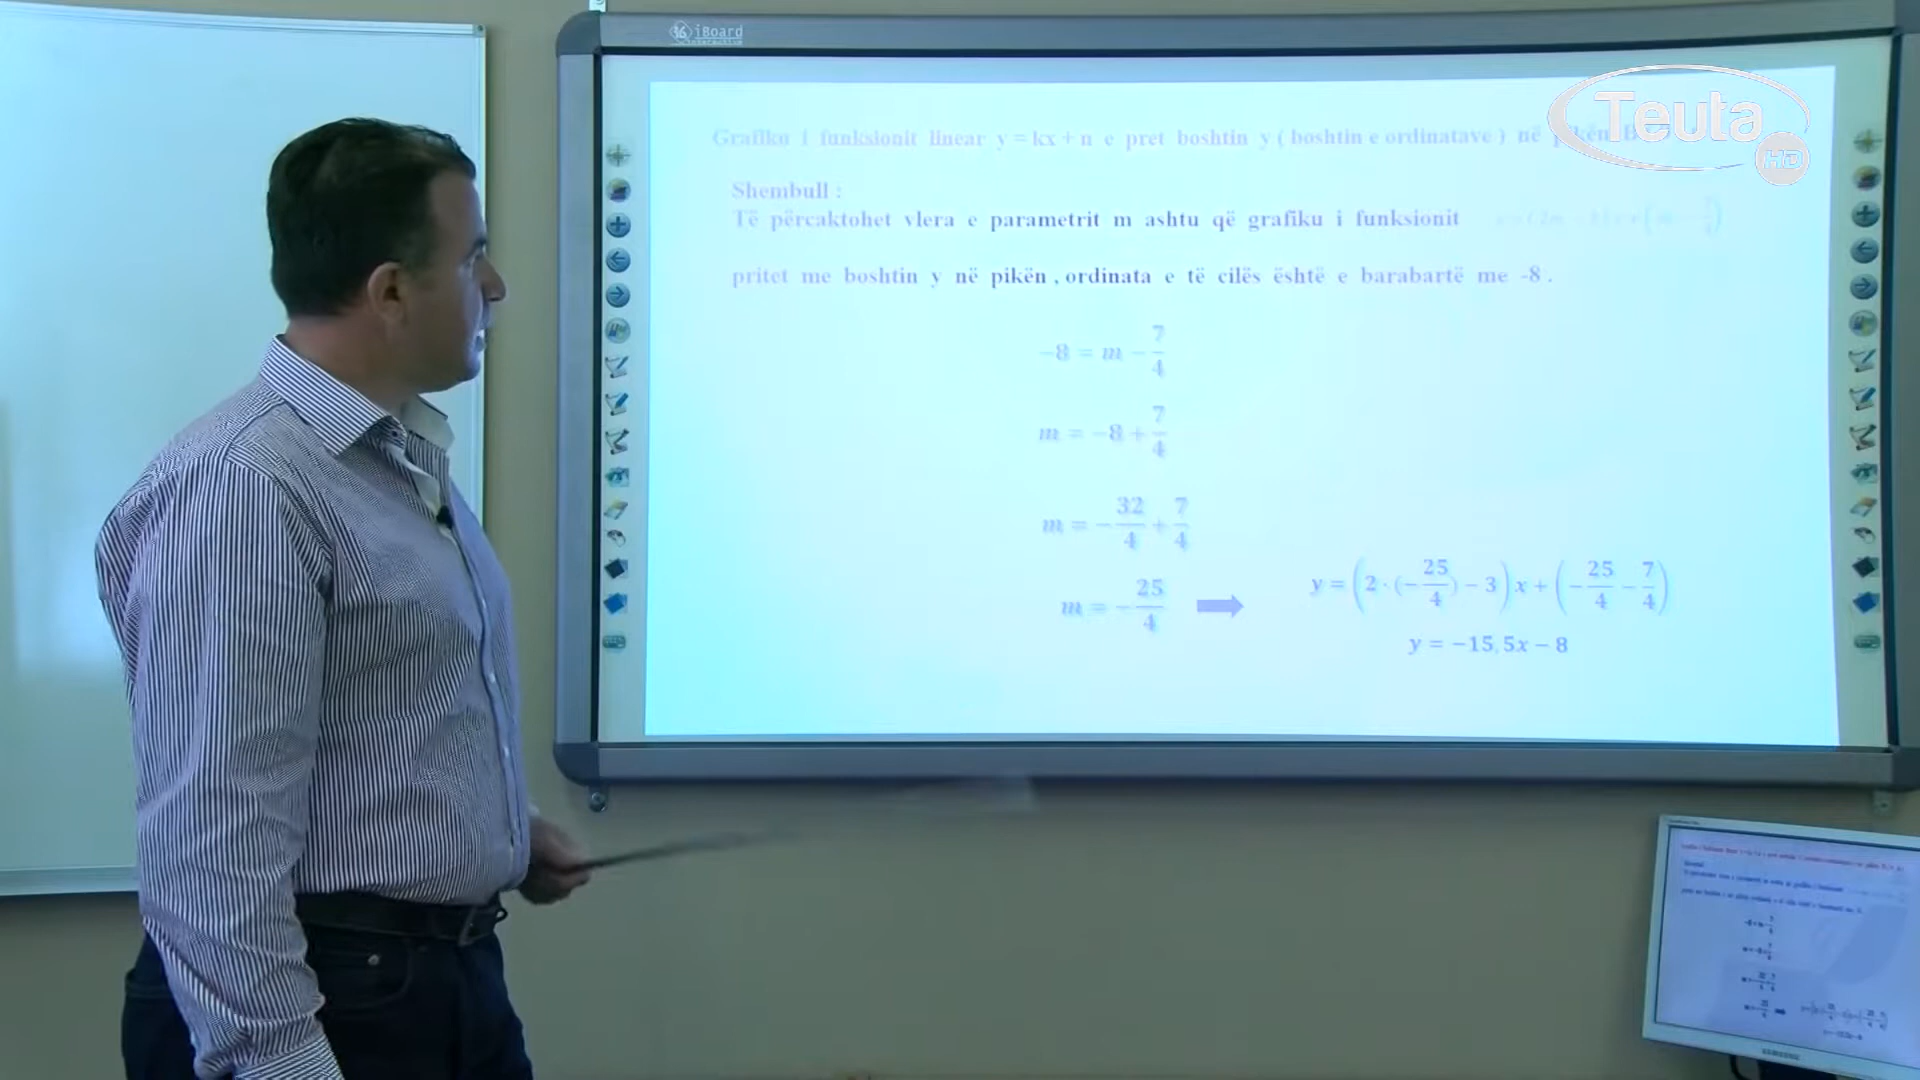 iBoard
interactive
Teuta
HD
Grafiku i funksionit linear y = kx + n e pret boshtin y ( boshtin e ordinatave ) në
Shembull :
Të përcaktohet vlera e parametrit m ashtu që grafiku i funksionit
pritet me boshtin y në pikën , ordinata e të cilës është e barabartë me -8 .
-8 = m - 7/4
m = -8 + 7/4
m = - 32/4 + 7/4
m = - 25/4
y = (2 · (- 25/4) - 3) x + (- 25/4 - 7/4)
y = -15,5x - 8
SAMSUNG